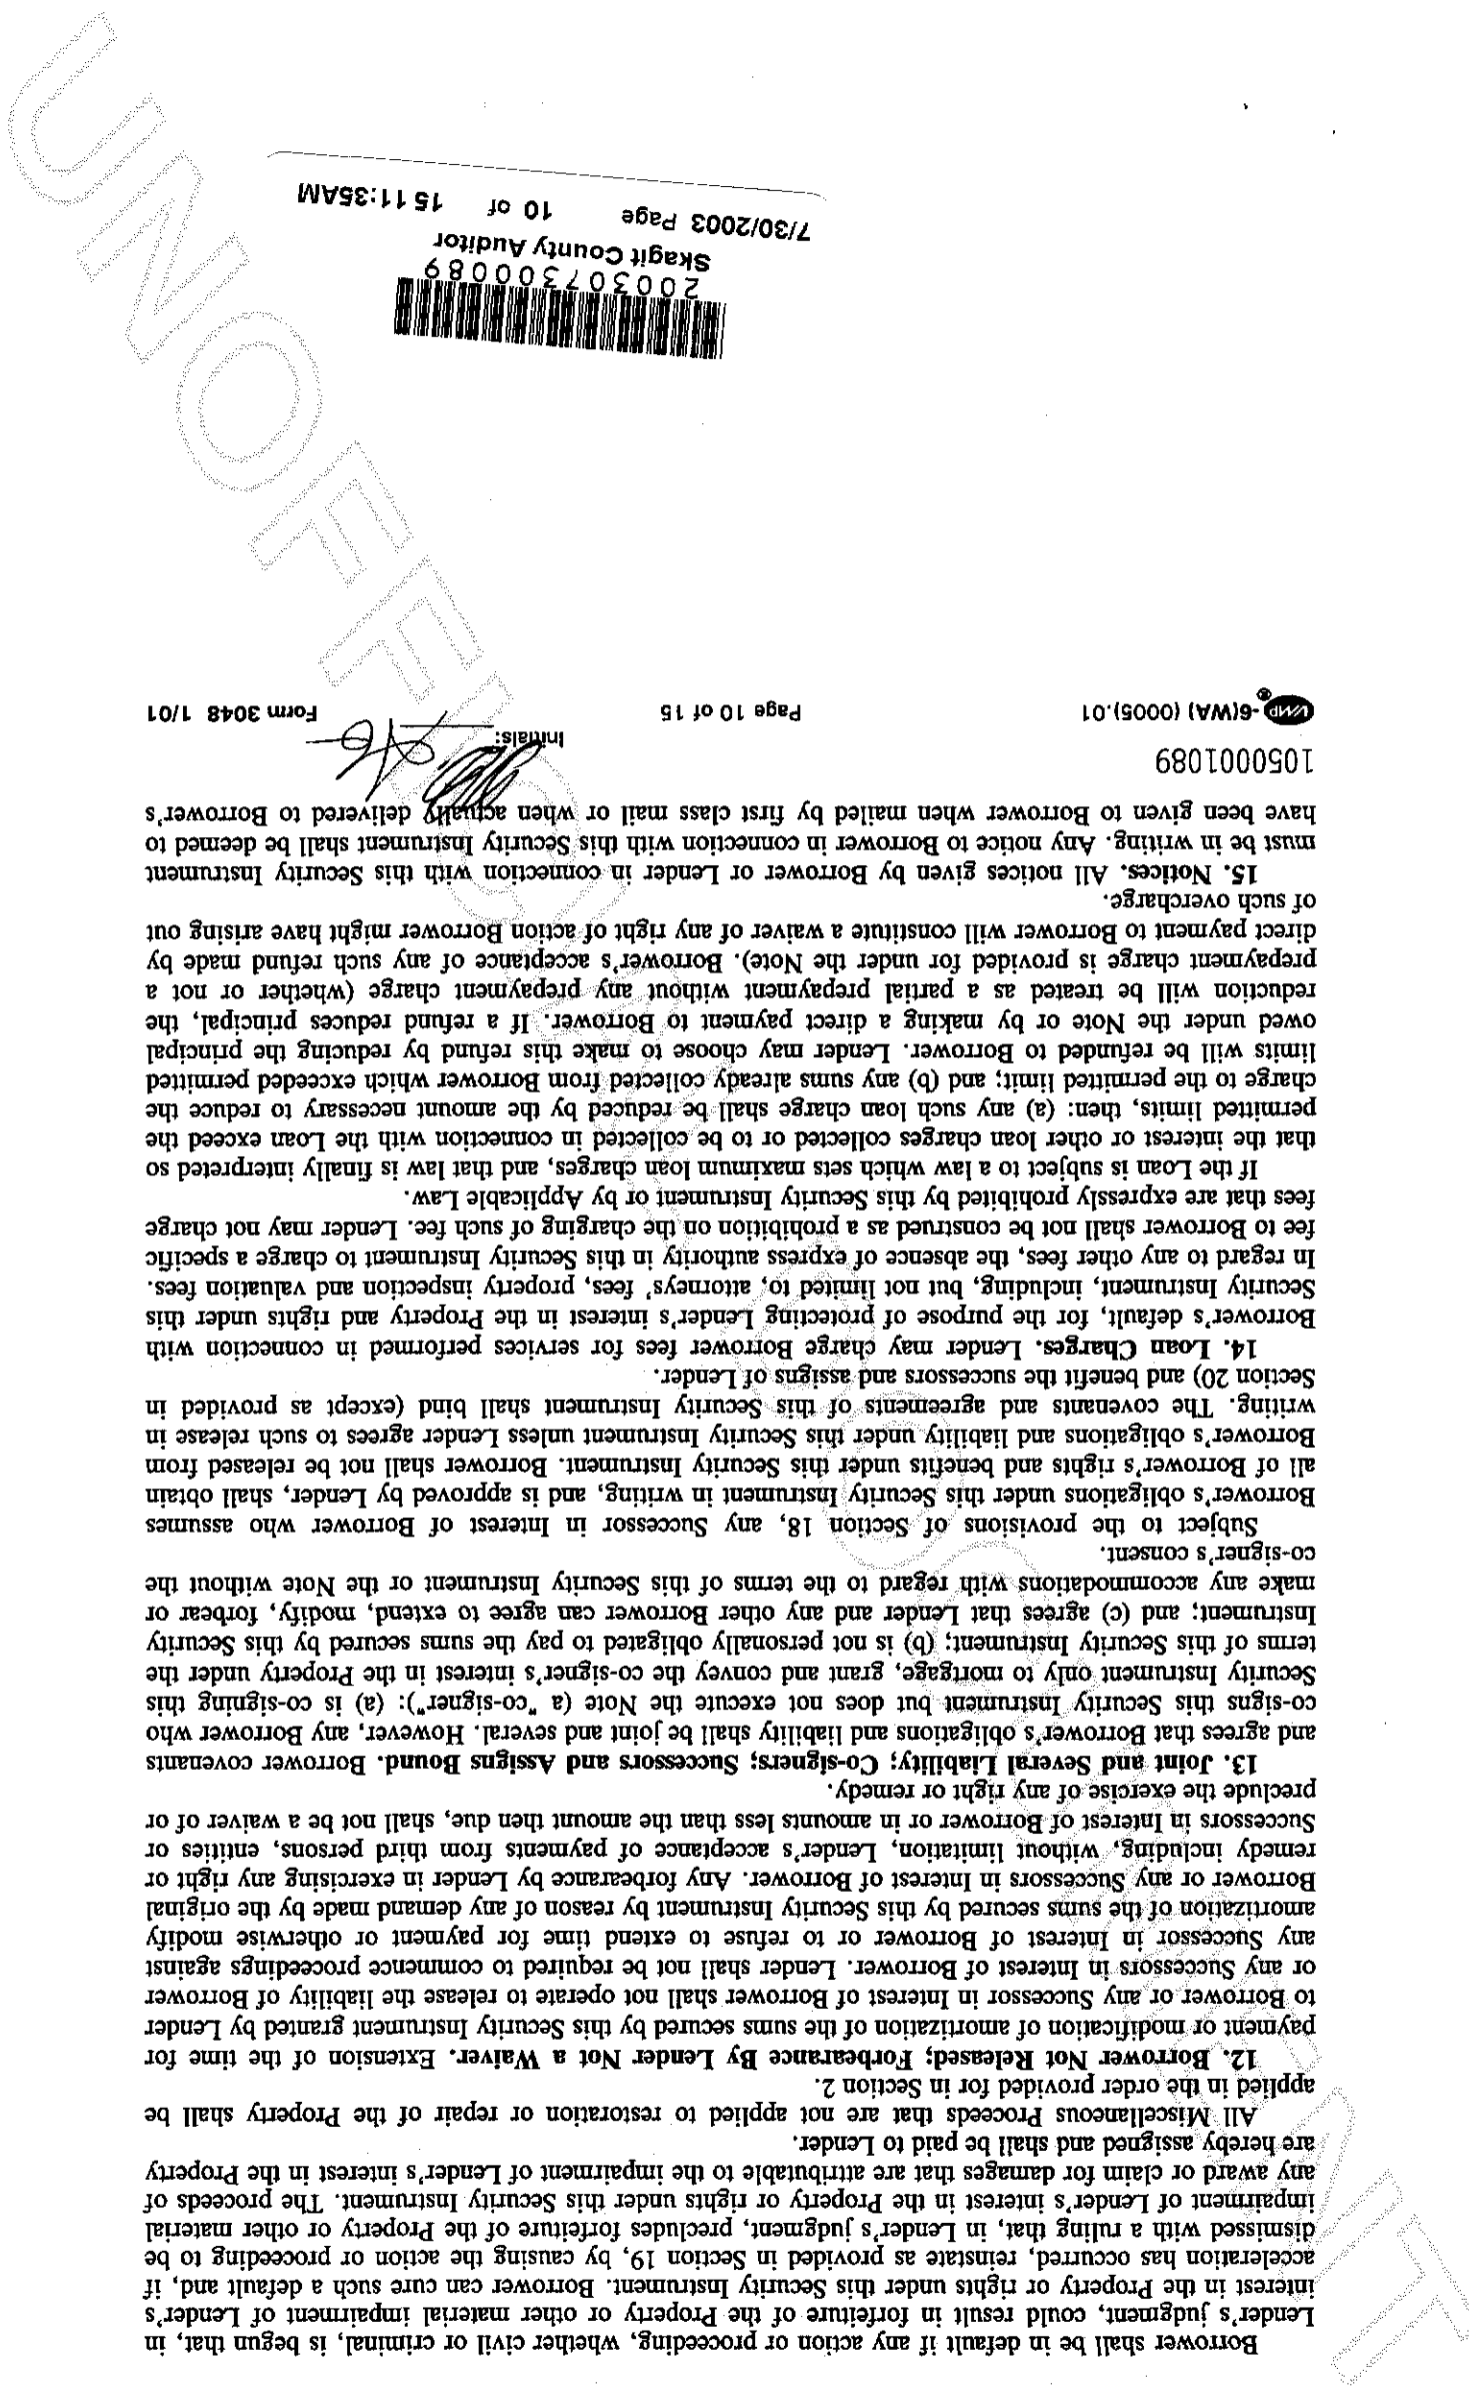 Borrower shall be in default if any action or proceeding, whether civil or criminal, is begun that, in
Lender's judgment, could result in forfeiture of the Property or other material impairment of Lender's
interest in the Property or rights under this Security Instrument. Borrower can cure such a default and, if
acceleration has occurred, reinstate as provided in Section 19, by causing the action or proceeding to be
dismissed with a ruling that, in Lender's judgment, precludes forfeiture of the Property or other material
impairment of Lender's interest in the Property or rights under this Security Instrument. The proceeds of
any award or claim for damages that are attributable to the impairment of Lender's interest in the Property
are hereby assigned and shall be paid to Lender.
All Miscellaneous Proceeds that are not applied to restoration or repair of the Property shall be
applied in the order provided for in Section 2.
12. Borrower Not Released; Forbearance By Lender Not a Waiver. Extension of the time for
payment or modification of amortization of the sums secured by this Security Instrument granted by Lender
to Borrower or any Successor in Interest of Borrower shall not operate to release the liability of Borrower
or any Successors in Interest of Borrower. Lender shall not be required to commence proceedings against
any Successor in Interest of Borrower or to refuse to extend time for payment or otherwise modify
amortization of the sums secured by this Security Instrument by reason of any demand made by the original
Borrower or any Successors in Interest of Borrower. Any forbearance by Lender in exercising any right or
remedy including, without limitation, Lender's acceptance of payments from third persons, entities or
Successors in Interest of Borrower or in amounts less than the amount then due, shall not be a waiver of or
preclude the exercise of any right or remedy.
13. Joint and Several Liability; Co-signers; Successors and Assigns Bound. Borrower covenants
and agrees that Borrower's obligations and liability shall be joint and several. However, any Borrower who
co-signs this Security Instrument but does not execute the Note (a "co-signer"): (a) is co-signing this
Security Instrument only to mortgage, grant and convey the co-signer's interest in the Property under the
terms of this Security Instrument; (b) is not personally obligated to pay the sums secured by this Security
Instrument; and (c) agrees that Lender and any other Borrower can agree to extend, modify, forbear or
make any accommodations with regard to the terms of this Security Instrument or the Note without the
co-signer's consent.
Subject to the provisions of Section 18, any Successor in Interest of Borrower who assumes
Borrower's obligations under this Security Instrument in writing, and is approved by Lender, shall obtain
all of Borrower's rights and benefits under this Security Instrument. Borrower shall not be released from
Borrower's obligations and liability under this Security Instrument unless Lender agrees to such release in
writing. The covenants and agreements of this Security Instrument shall bind (except as provided in
Section 20) and benefit the successors and assigns of Lender.
14. Loan Charges. Lender may charge Borrower fees for services performed in connection with
Borrower's default, for the purpose of protecting Lender's interest in the Property and rights under this
Security Instrument, including, but not limited to, attorneys' fees, property inspection and valuation fees.
In regard to any other fees, the absence of express authority in this Security Instrument to charge a specific
fee to Borrower shall not be construed as a prohibition on the charging of such fee. Lender may not charge
fees that are expressly prohibited by this Security Instrument or by Applicable Law.
If the Loan is subject to a law which sets maximum loan charges, and that law is finally interpreted so
that the interest or other loan charges collected or to be collected in connection with the Loan exceed the
permitted limits, then: (a) any such loan charge shall be reduced by the amount necessary to reduce the
charge to the permitted limit; and (b) any sums already collected from Borrower which exceeded permitted
limits will be refunded to Borrower. Lender may choose to make this refund by reducing the principal
owed under the Note or by making a direct payment to Borrower. If a refund reduces principal, the
reduction will be treated as a partial prepayment without any prepayment charge (whether or not a
prepayment charge is provided for under the Note). Borrower's acceptance of any such refund made by
direct payment to Borrower will constitute a waiver of any right of action Borrower might have arising out
of such overcharge.
15. Notices. All notices given by Borrower or Lender in connection with this Security Instrument
must be in writing. Any notice to Borrower in connection with this Security Instrument shall be deemed to
have been given to Borrower when mailed by first class mail or when actually delivered to Borrower's
1050001089
Initials:
VMP®-6(WA) (0005).01 Page 10 of 15 Form 3048 1/01
200307300089
Skagit County Auditor
7/30/2003 Page 10 of 15 11:35AM
UNOFFICIAL DOCUMENT